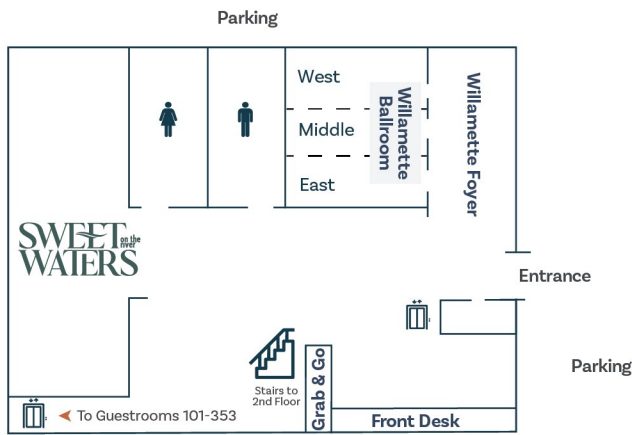 Parking
West
Middle
East
Willamette
Ballroom
Willamette Foyer
SWEET on the river
WATERS
Entrance
Parking
Stairs to
2nd Floor
Grab & Go
To Guestrooms 101-353
Front Desk